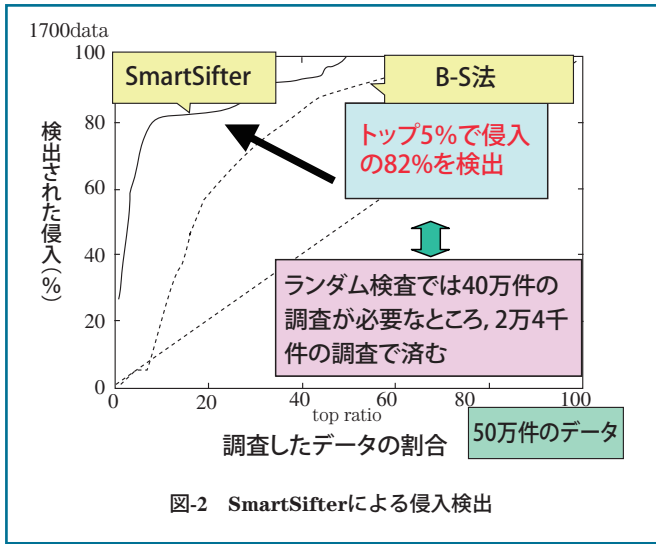 1700data
100
80
60
40
20
0
検出された侵入(%)
SmartSifter
B-S法
トップ5%で侵入
の82%を検出
ランダム検査では40万件の
調査が必要なところ，2万4千
件の調査で済む
0
20
40
60
80
100
top ratio
調査したデータの割合
50万件のデータ
図-2 SmartSifterによる侵入検出